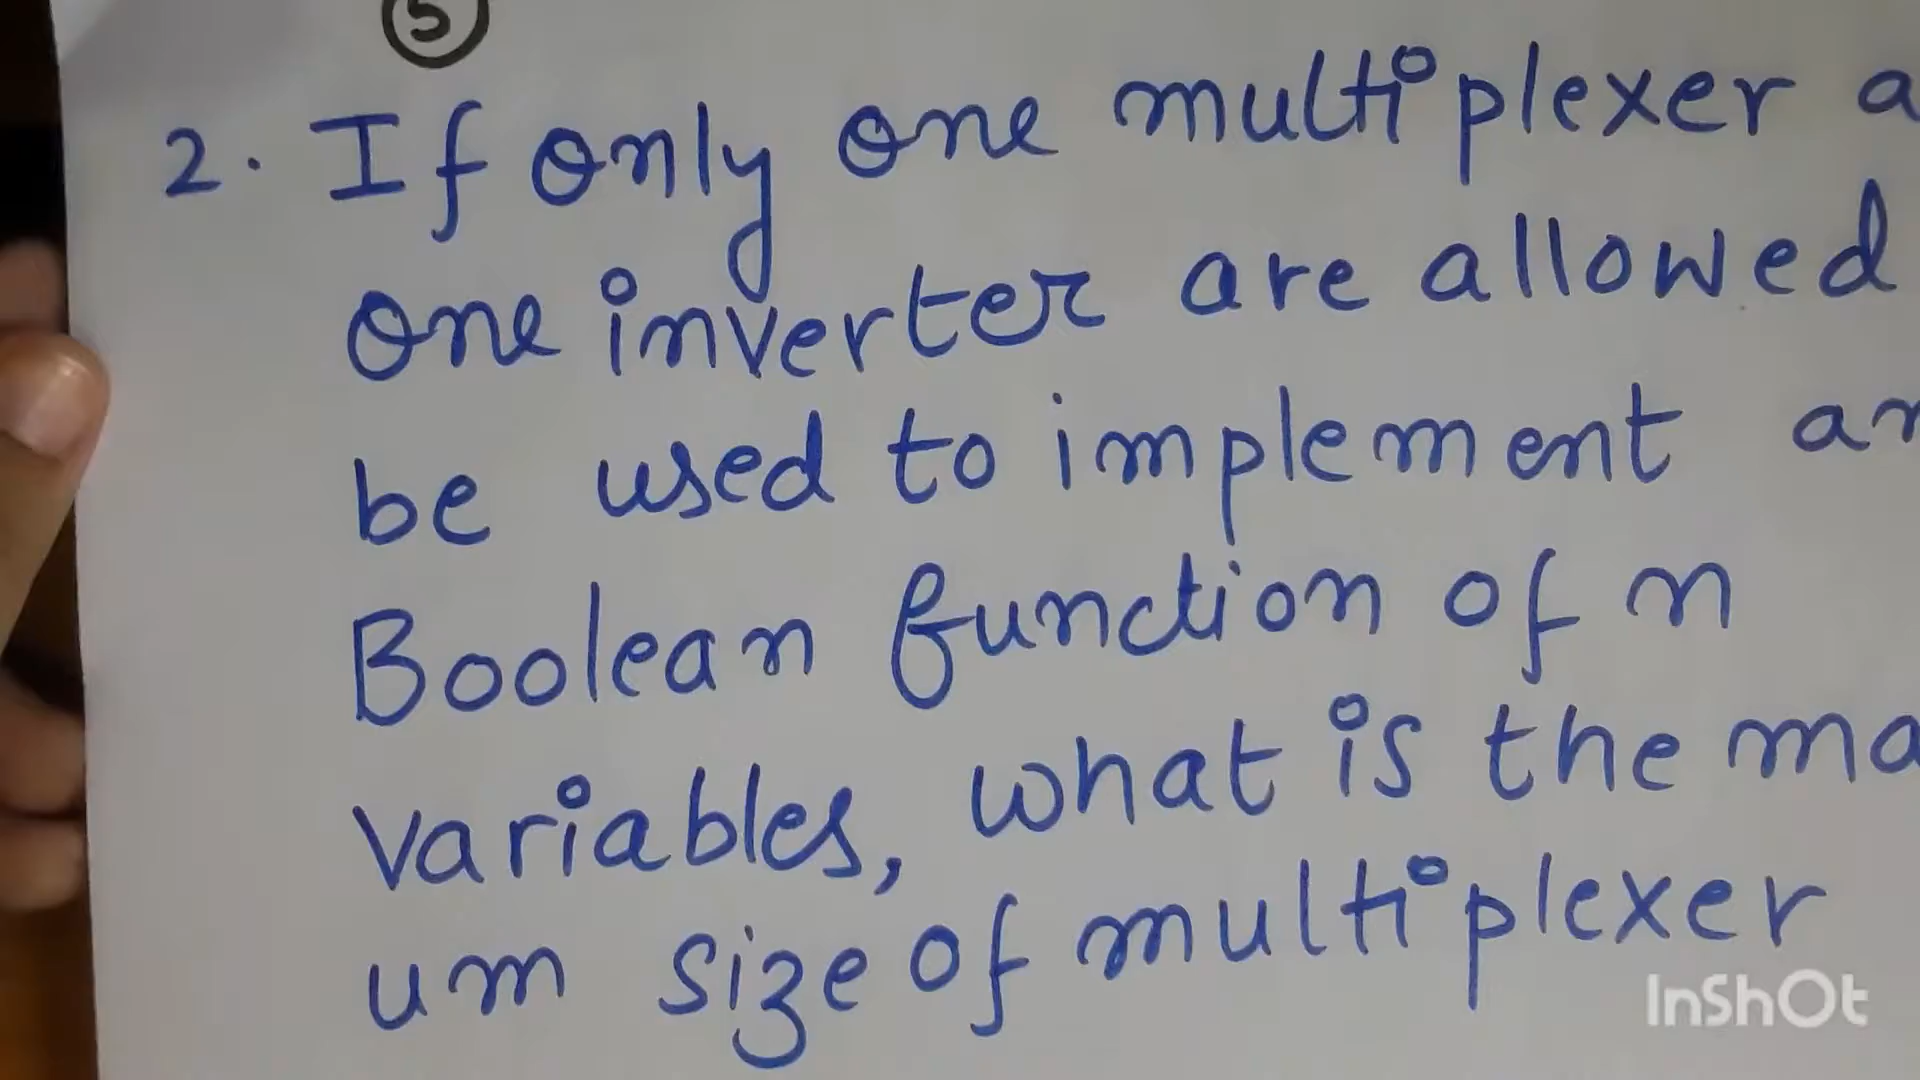 5
2. If only one multiplexer a
one inverter are allowed
be used to implement an
Boolean function of n
variables, what is the ma
um size of multiplexer
InShOt